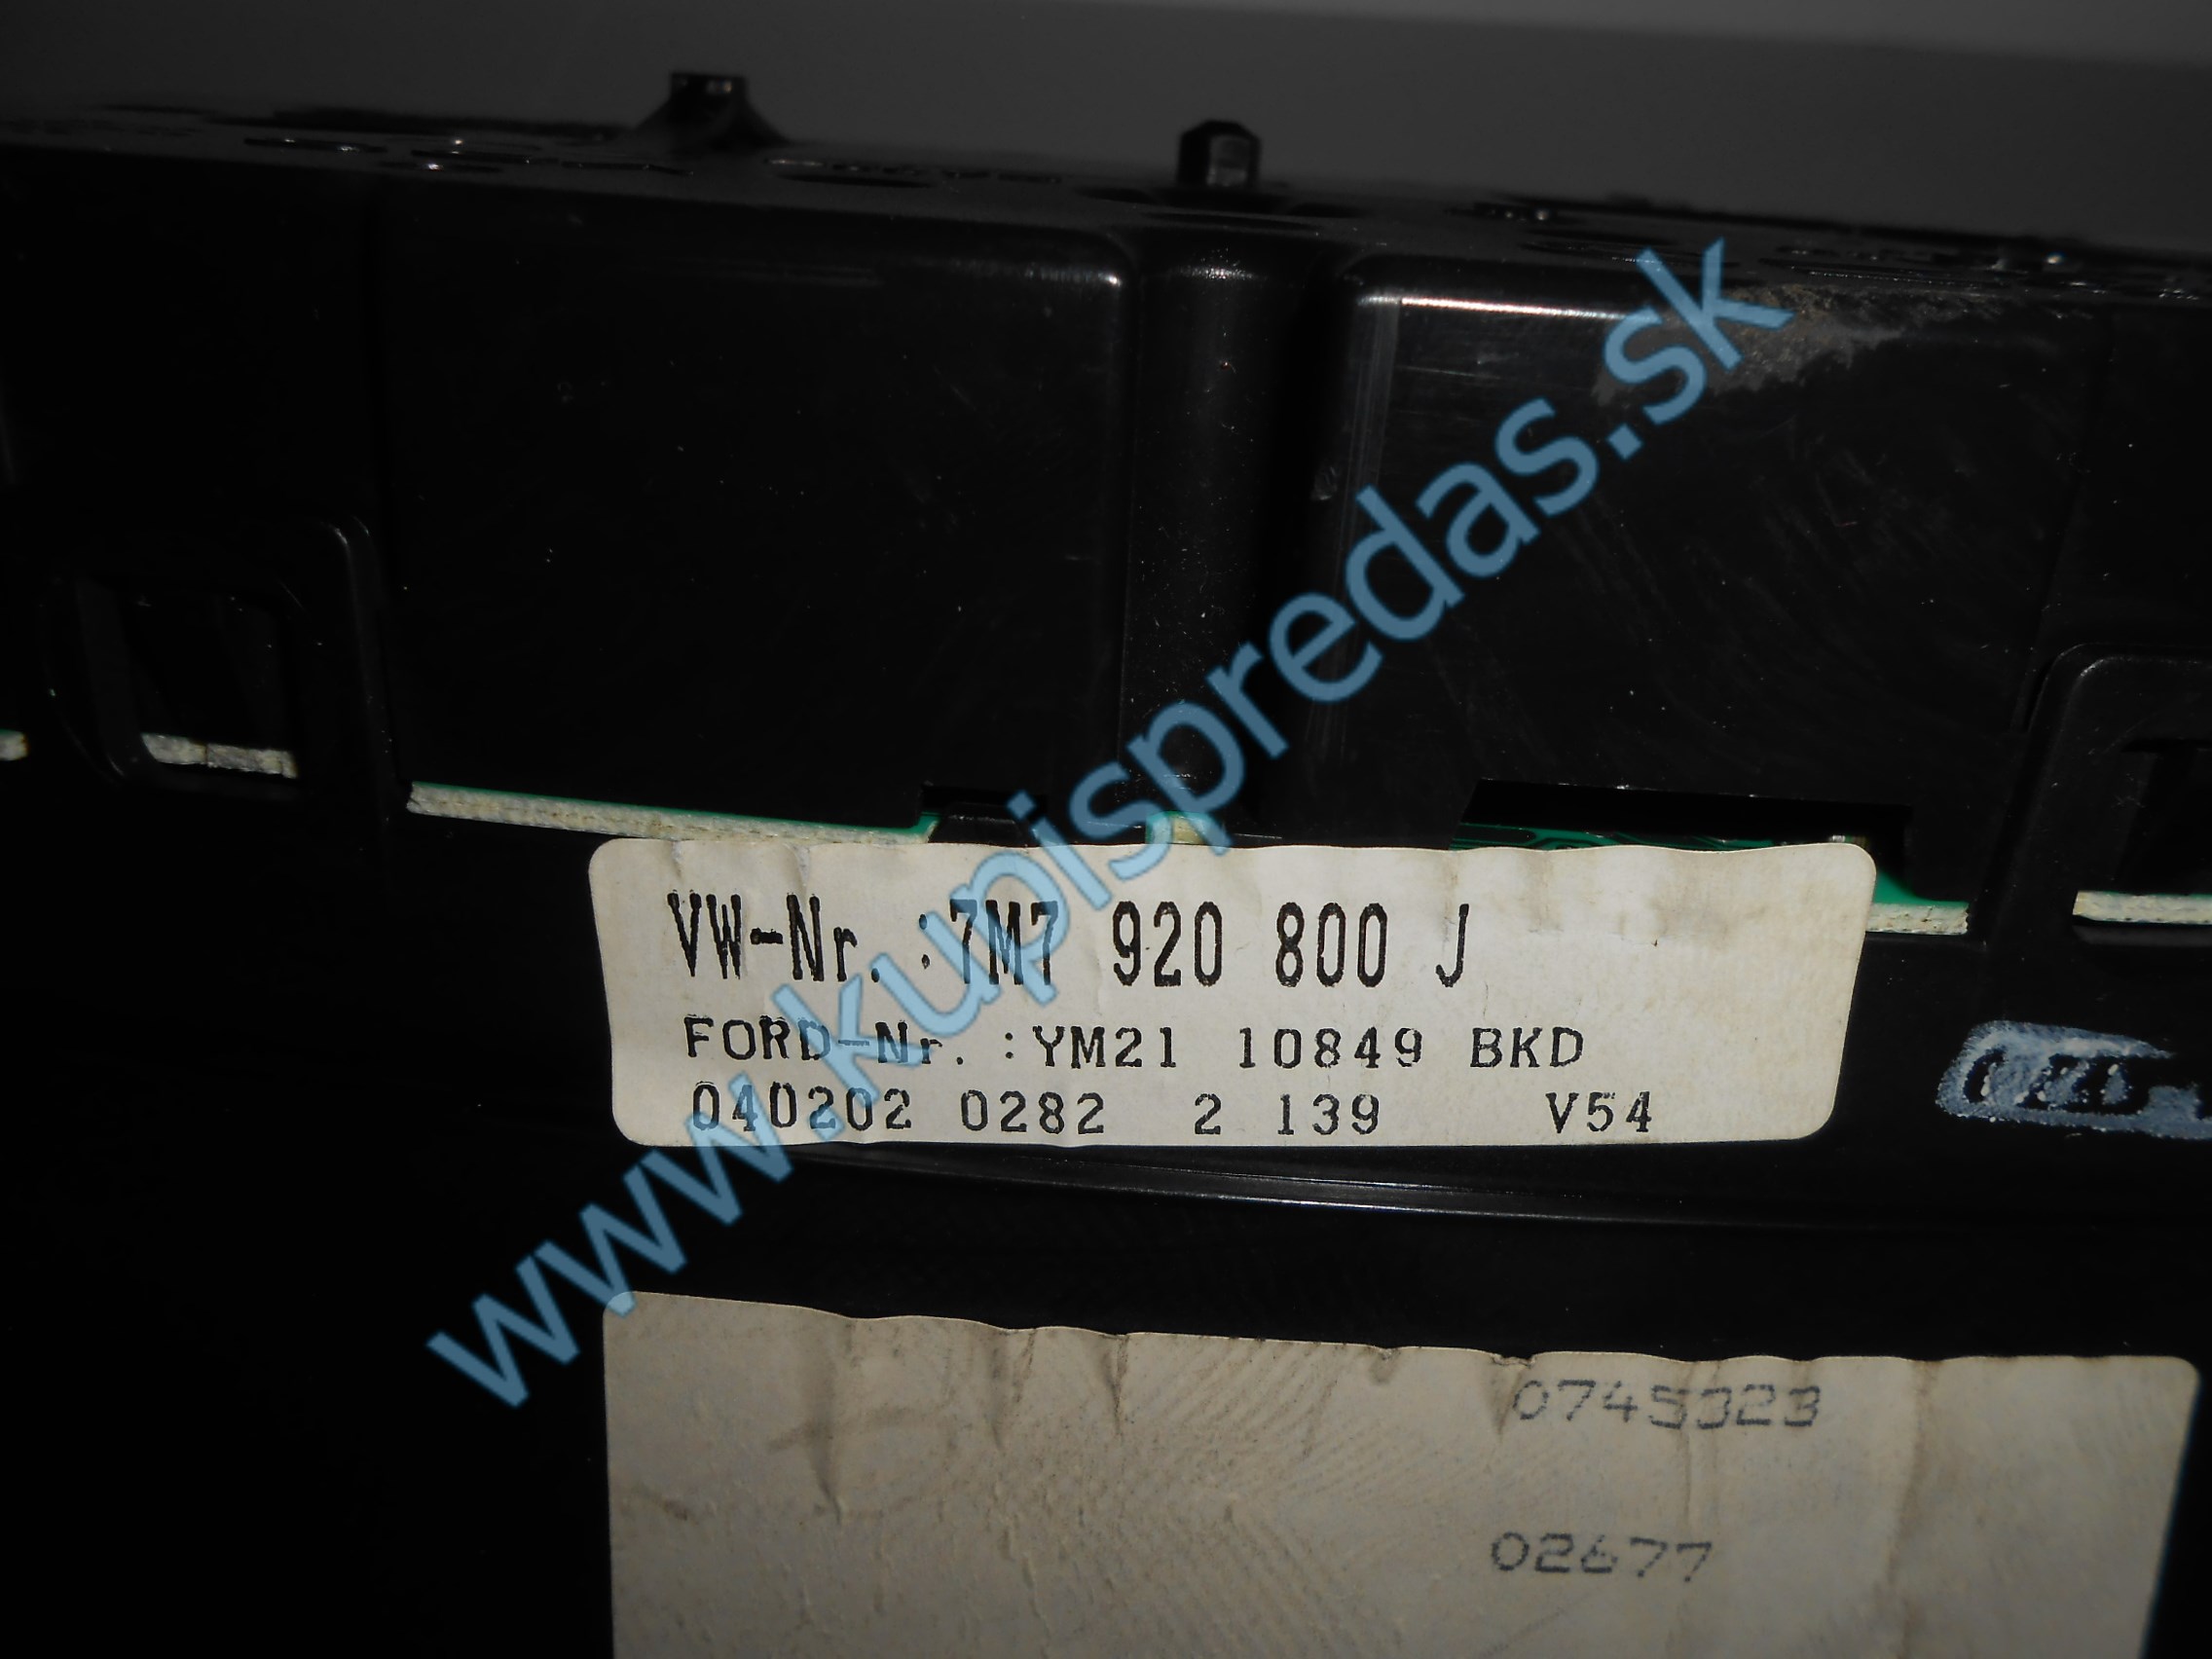 VW-Nr. :7M7 920 800 J
FORD-Nr. :YM21 10849 BKD
040202 0282 2 139 V54
0745323
02677
www.kupispredas.sk